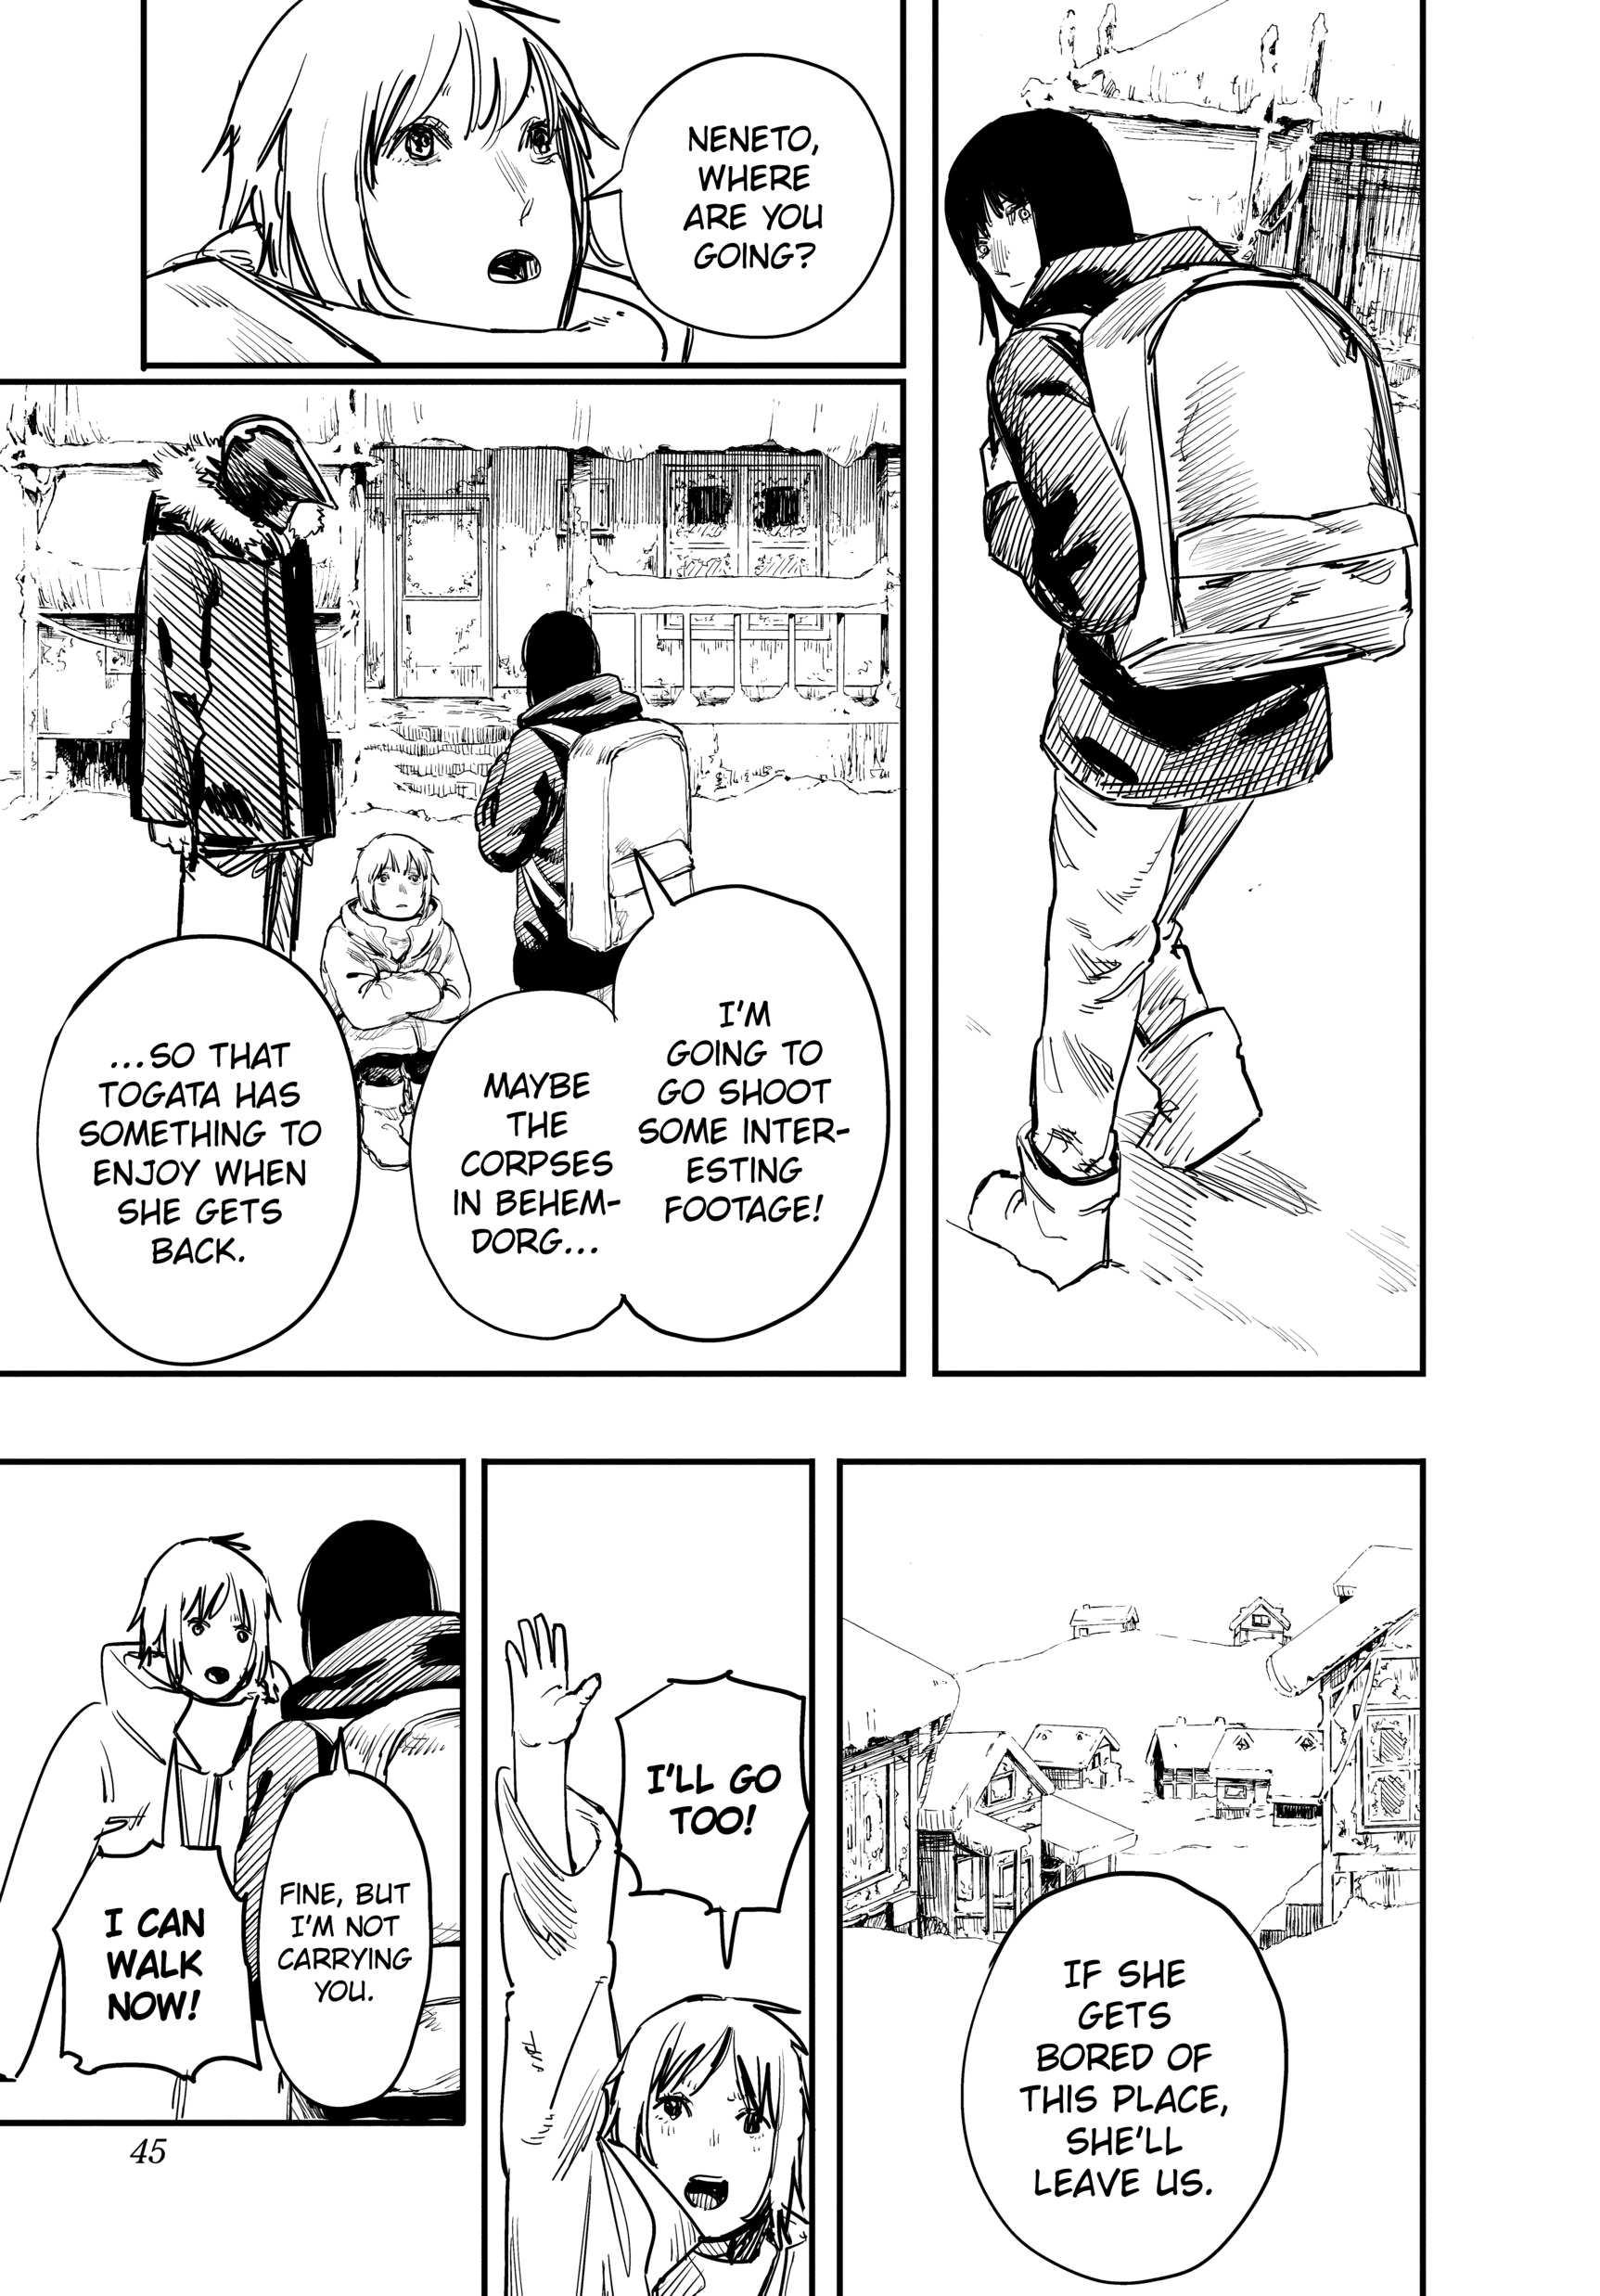 NENETO,
WHERE
ARE YOU
GOING?
I'M
GOING TO
GO SHOOT
SOME INTER-
ESTING
FOOTAGE!
MAYBE
THE
CORPSES
IN BEHEM-
DORG...
...SO THAT
TOGATA HAS
SOMETHING TO
ENJOY WHEN
SHE GETS
BACK.
IF SHE
GETS
BORED OF
THIS PLACE,
SHE'LL
LEAVE US.
I'LL GO
TOO!
FINE, BUT
I'M NOT
CARRYING
YOU.
I CAN
WALK
NOW!
45